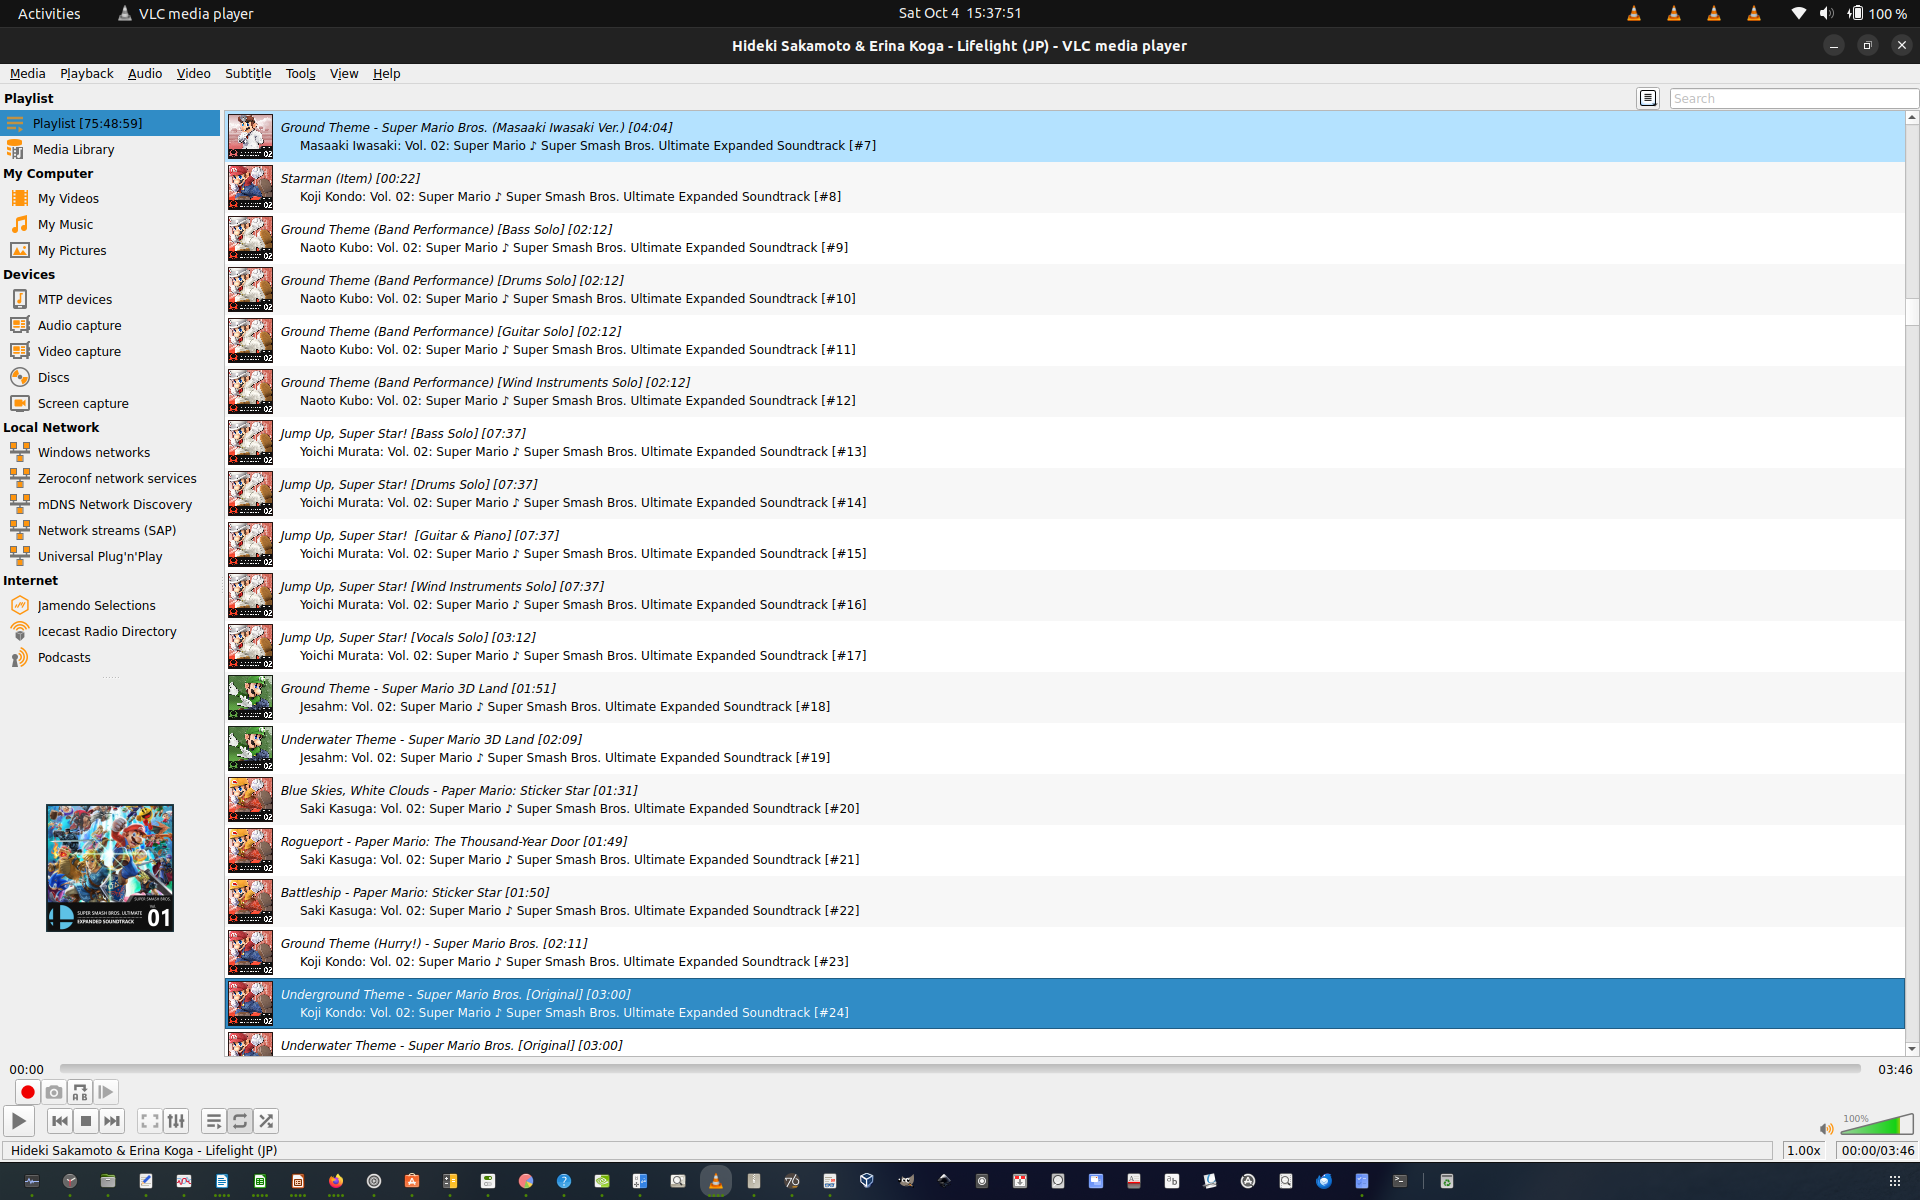 Activities
VLC media player
Sat Oct 4 15:37:51
100 %
Hideki Sakamoto & Erina Koga - Lifelight (JP) - VLC media player
Media Playback Audio Video Subtitle Tools View Help
Playlist
Search
Playlist [75:48:59]
Media Library
My Computer
My Videos
My Music
My Pictures
Devices
MTP devices
Audio capture
Video capture
Discs
Screen capture
Local Network
Windows networks
Zeroconf network services
mDNS Network Discovery
Network streams (SAP)
Universal Plug'n'Play
Internet
Jamendo Selections
Icecast Radio Directory
Podcasts
Ground Theme - Super Mario Bros. (Masaaki Iwasaki Ver.) [04:04]
Masaaki Iwasaki: Vol. 02: Super Mario ♪ Super Smash Bros. Ultimate Expanded Soundtrack [#7]
Starman (Item) [00:22]
Koji Kondo: Vol. 02: Super Mario ♪ Super Smash Bros. Ultimate Expanded Soundtrack [#8]
Ground Theme (Band Performance) [Bass Solo] [02:12]
Naoto Kubo: Vol. 02: Super Mario ♪ Super Smash Bros. Ultimate Expanded Soundtrack [#9]
Ground Theme (Band Performance) [Drums Solo] [02:12]
Naoto Kubo: Vol. 02: Super Mario ♪ Super Smash Bros. Ultimate Expanded Soundtrack [#10]
Ground Theme (Band Performance) [Guitar Solo] [02:12]
Naoto Kubo: Vol. 02: Super Mario ♪ Super Smash Bros. Ultimate Expanded Soundtrack [#11]
Ground Theme (Band Performance) [Wind Instruments Solo] [02:12]
Naoto Kubo: Vol. 02: Super Mario ♪ Super Smash Bros. Ultimate Expanded Soundtrack [#12]
Jump Up, Super Star! [Bass Solo] [07:37]
Yoichi Murata: Vol. 02: Super Mario ♪ Super Smash Bros. Ultimate Expanded Soundtrack [#13]
Jump Up, Super Star! [Drums Solo] [07:37]
Yoichi Murata: Vol. 02: Super Mario ♪ Super Smash Bros. Ultimate Expanded Soundtrack [#14]
Jump Up, Super Star!  [Guitar & Piano] [07:37]
Yoichi Murata: Vol. 02: Super Mario ♪ Super Smash Bros. Ultimate Expanded Soundtrack [#15]
Jump Up, Super Star! [Wind Instruments Solo] [07:37]
Yoichi Murata: Vol. 02: Super Mario ♪ Super Smash Bros. Ultimate Expanded Soundtrack [#16]
Jump Up, Super Star! [Vocals Solo] [03:12]
Yoichi Murata: Vol. 02: Super Mario ♪ Super Smash Bros. Ultimate Expanded Soundtrack [#17]
Ground Theme - Super Mario 3D Land [01:51]
Jesahm: Vol. 02: Super Mario ♪ Super Smash Bros. Ultimate Expanded Soundtrack [#18]
Underwater Theme - Super Mario 3D Land [02:09]
Jesahm: Vol. 02: Super Mario ♪ Super Smash Bros. Ultimate Expanded Soundtrack [#19]
Blue Skies, White Clouds - Paper Mario: Sticker Star [01:31]
Saki Kasuga: Vol. 02: Super Mario ♪ Super Smash Bros. Ultimate Expanded Soundtrack [#20]
Rogueport - Paper Mario: The Thousand-Year Door [01:49]
Saki Kasuga: Vol. 02: Super Mario ♪ Super Smash Bros. Ultimate Expanded Soundtrack [#21]
Battleship - Paper Mario: Sticker Star [01:50]
Saki Kasuga: Vol. 02: Super Mario ♪ Super Smash Bros. Ultimate Expanded Soundtrack [#22]
Ground Theme (Hurry!) - Super Mario Bros. [02:11]
Koji Kondo: Vol. 02: Super Mario ♪ Super Smash Bros. Ultimate Expanded Soundtrack [#23]
Underground Theme - Super Mario Bros. [Original] [03:00]
Koji Kondo: Vol. 02: Super Mario ♪ Super Smash Bros. Ultimate Expanded Soundtrack [#24]
Underwater Theme - Super Mario Bros. [Original] [03:00]
SUPER SMASH BROS. ULTIMATE
EXPANDED SOUNDTRACK
01
00:00
03:46
100%
Hideki Sakamoto & Erina Koga - Lifelight (JP)
1.00x
00:00/03:46